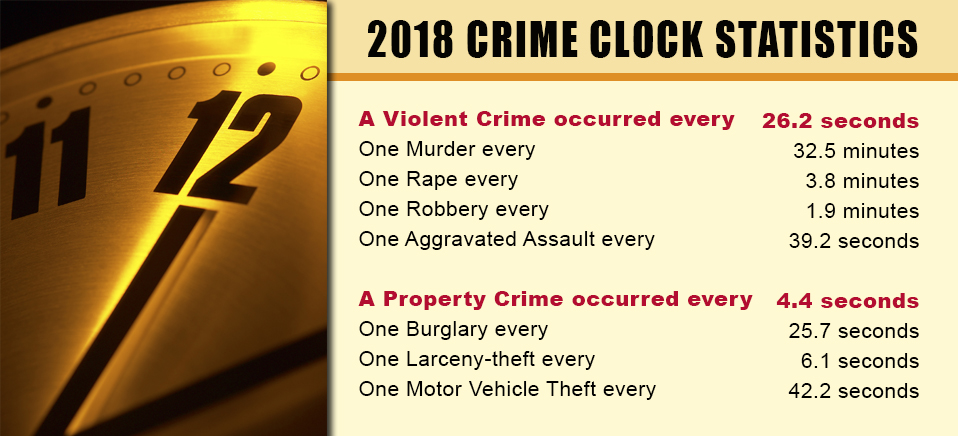 2018 CRIME CLOCK STATISTICS
11 12
A Violent Crime occurred every 26.2 seconds
One Murder every 32.5 minutes
One Rape every 3.8 minutes
One Robbery every 1.9 minutes
One Aggravated Assault every 39.2 seconds
A Property Crime occurred every 4.4 seconds
One Burglary every 25.7 seconds
One Larceny-theft every 6.1 seconds
One Motor Vehicle Theft every 42.2 seconds